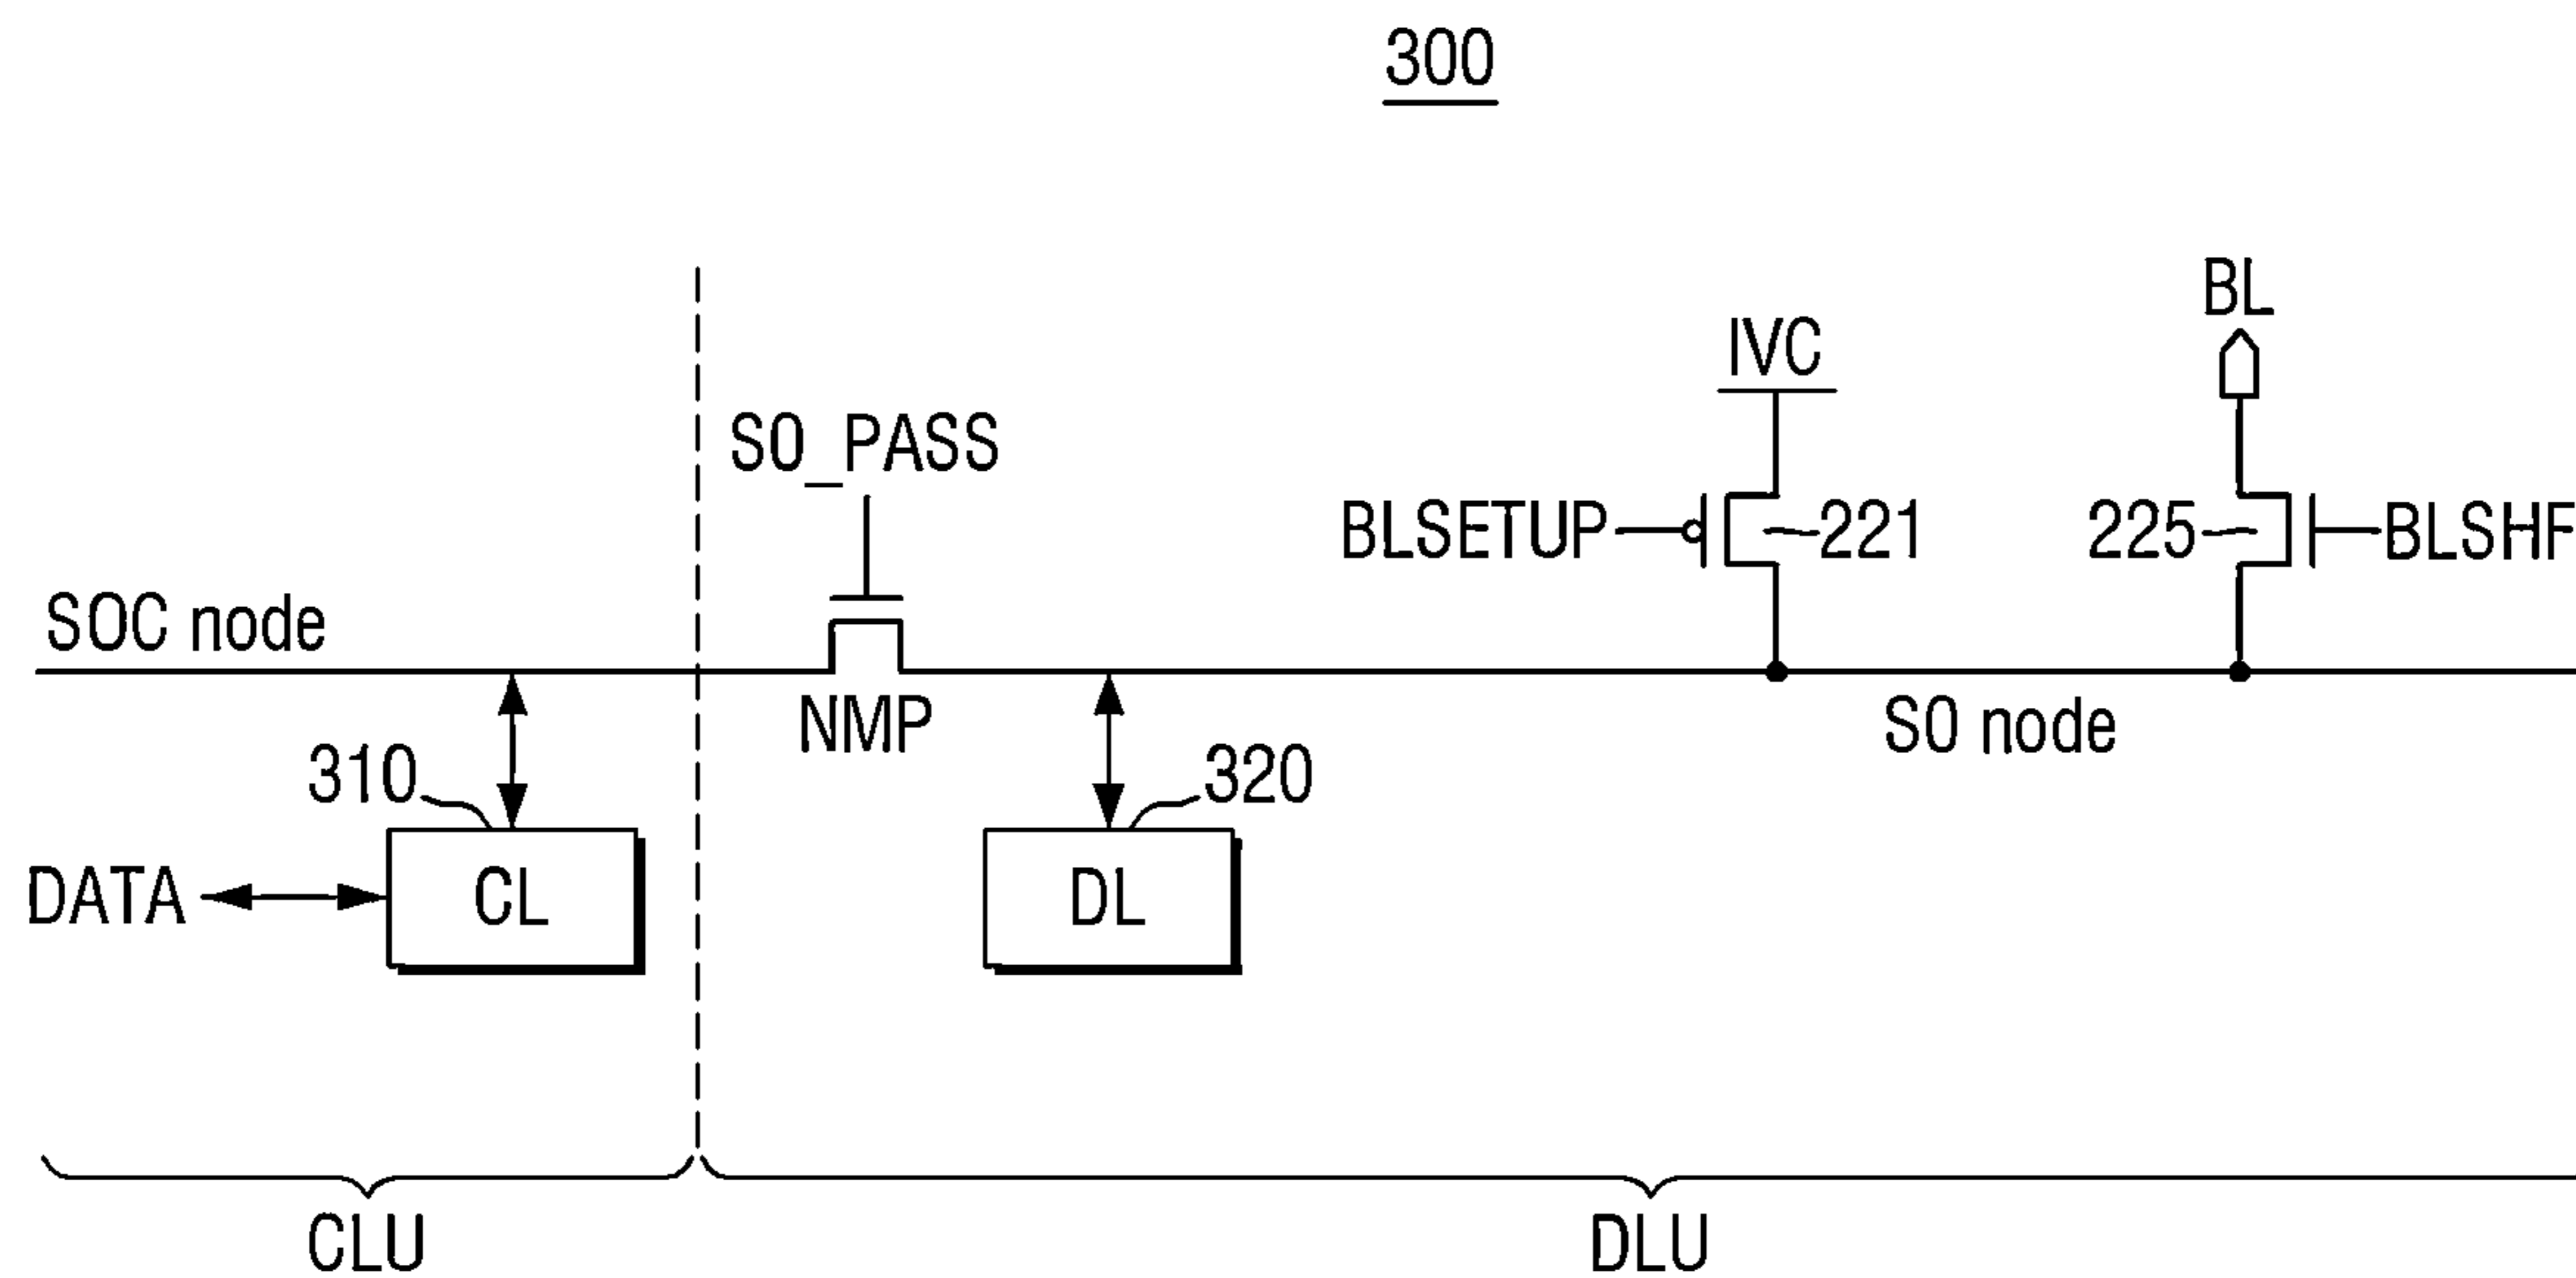 300
BL
IVC
SO_PASS
BLSETUP
221
225
BLSHF
SOC node
NMP
SO node
310
320
DATA
CL
DL
CLU
DLU